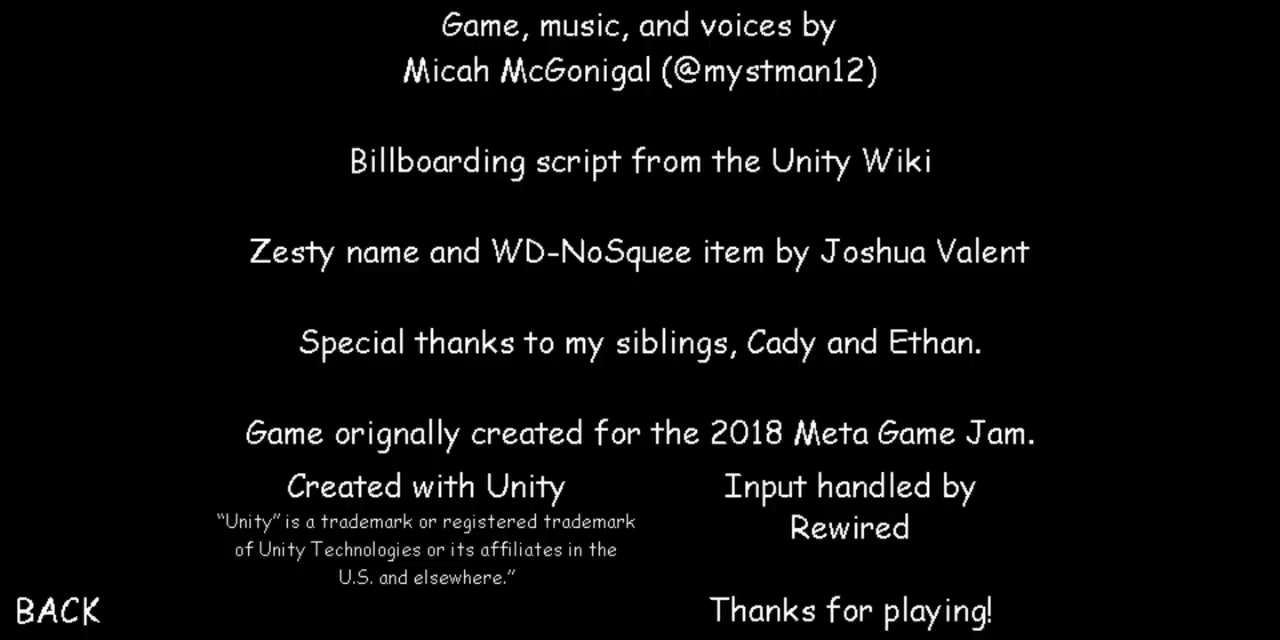 Game, music, and voices by
Micah McGonigal (@mystman12)
Billboarding script from the Unity Wiki
Zesty name and WD-NoSquee item by Joshua Valent
Special thanks to my siblings, Cady and Ethan.
Game orignally created for the 2018 Meta Game Jam.
Created with Unity
“Unity” is a trademark or registered trademark
of Unity Technologies or its affiliates in the
U.S. and elsewhere.”
Input handled by
Rewired
BACK
Thanks for playing!